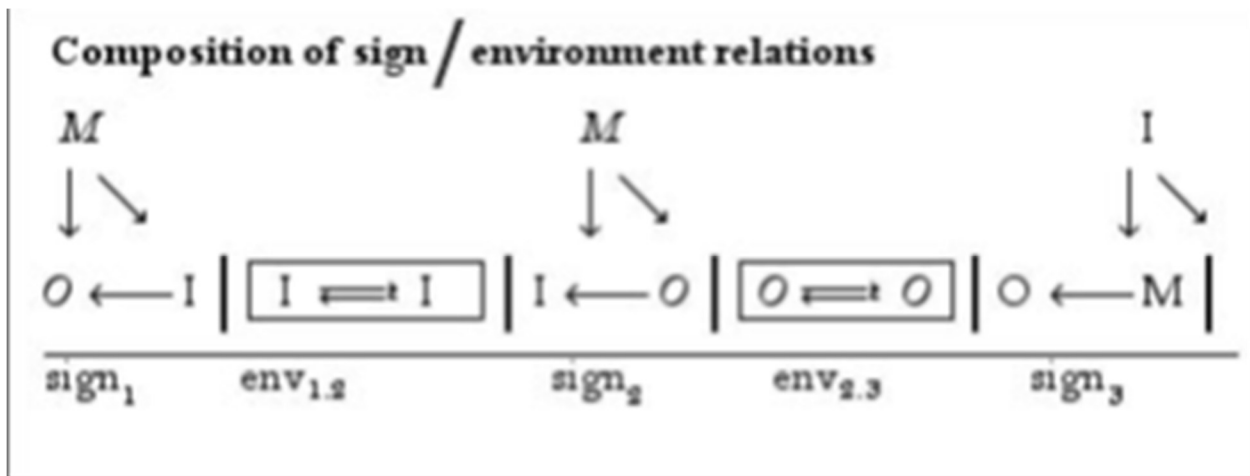 Composition of sign / environment relations
M M I
↓ ↘ ↓ ↘ ↓ ↘
O ← I | I ⇌ I | I ← O | O ⇌ O | O ← M |
sign₁ env₁.₂ sign₂ env₂.₃ sign₃